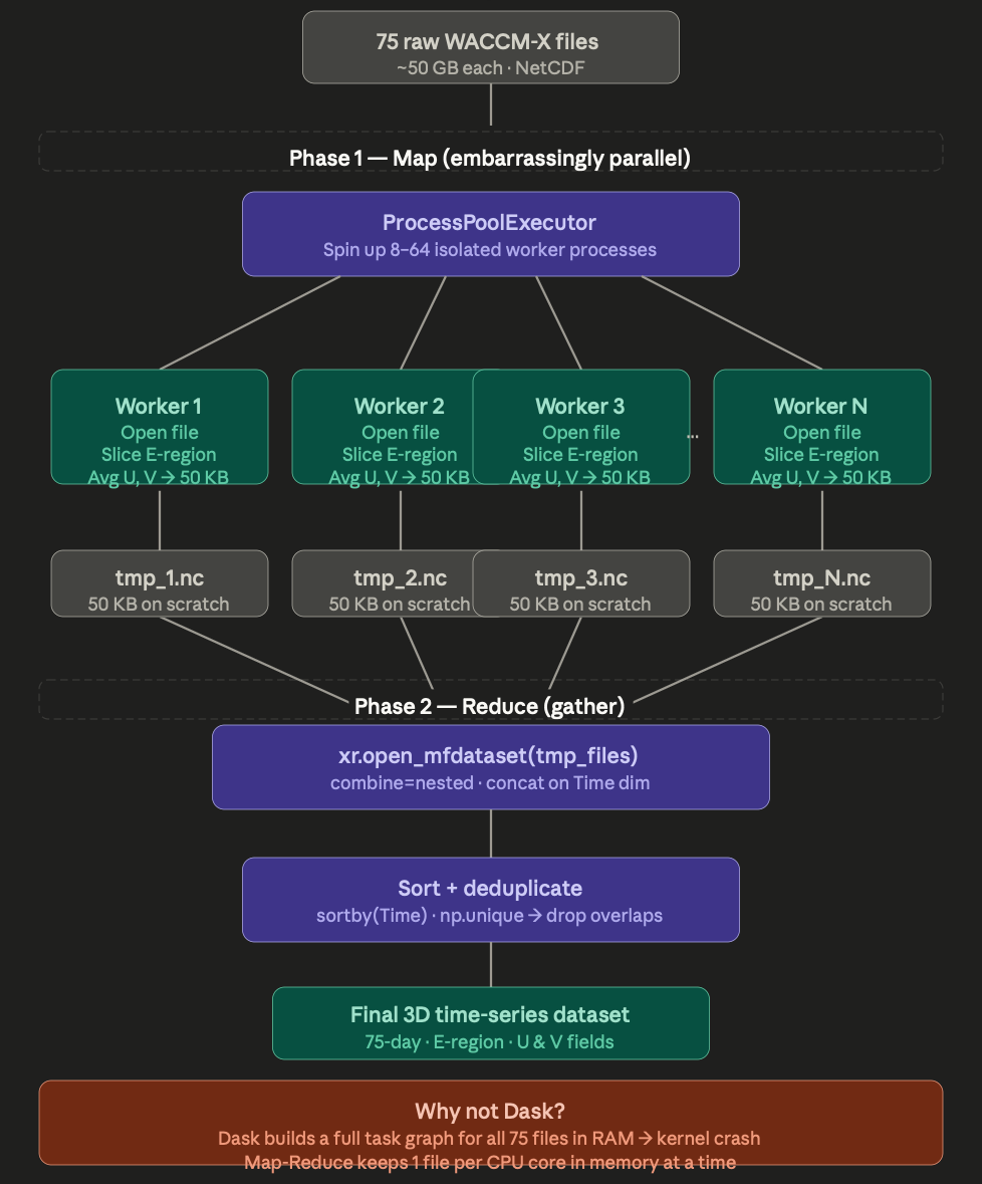 75 raw WACCM-X files
~50 GB each · NetCDF
Phase 1 — Map (embarrassingly parallel)
ProcessPoolExecutor
Spin up 8–64 isolated worker processes
Worker 1
Open file
Slice E-region
Avg U, V → 50 KB
Worker 2
Open file
Slice E-region
Avg U, V → 50 KB
Worker 3
Open file
Slice E-region
Avg U, V → 50 KB
...
Worker N
Open file
Slice E-region
Avg U, V → 50 KB
tmp_1.nc
50 KB on scratch
tmp_2.nc
50 KB on scratch
tmp_3.nc
50 KB on scratch
tmp_N.nc
50 KB on scratch
Phase 2 — Reduce (gather)
xr.open_mfdataset(tmp_files)
combine=nested · concat on Time dim
Sort + deduplicate
sortby(Time) · np.unique → drop overlaps
Final 3D time-series dataset
75-day · E-region · U & V fields
Why not Dask?
Dask builds a full task graph for all 75 files in RAM → kernel crash
Map-Reduce keeps 1 file per CPU core in memory at a time